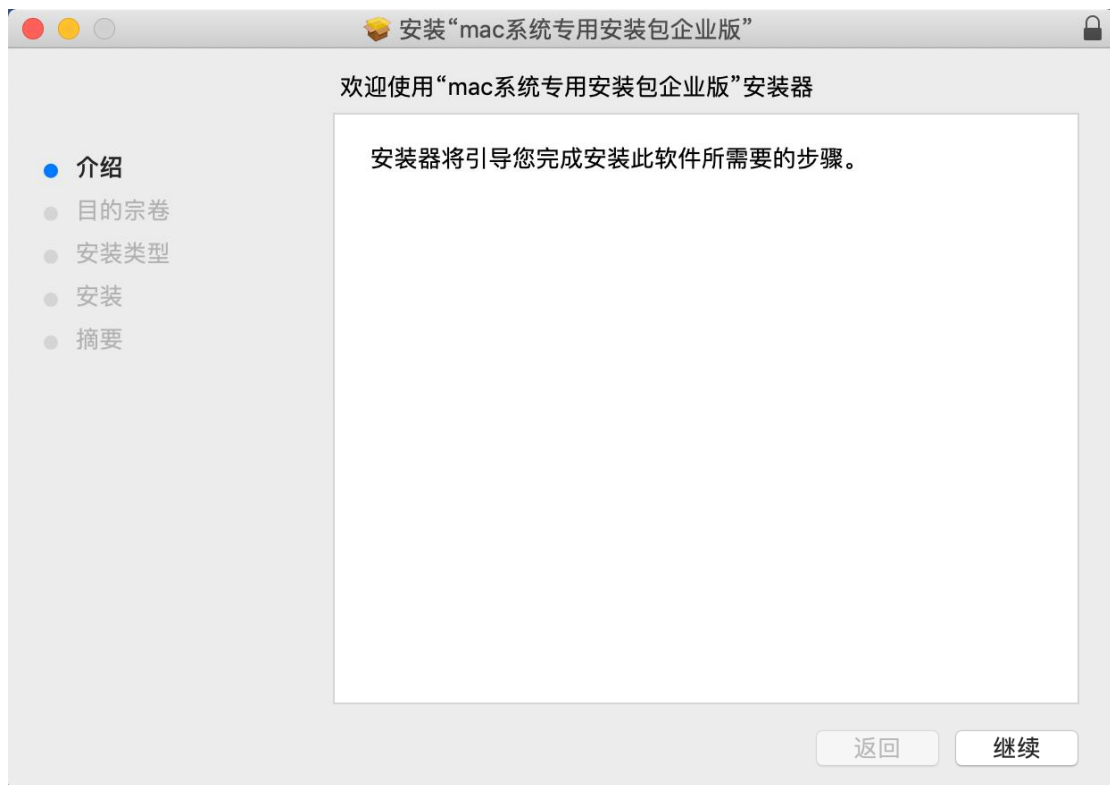 安装“mac系统专用安装包企业版”
欢迎使用“mac系统专用安装包企业版”安装器
介绍
目的宗卷
安装类型
安装
摘要
安装器将引导您完成安装此软件所需要的步骤。
返回
继续